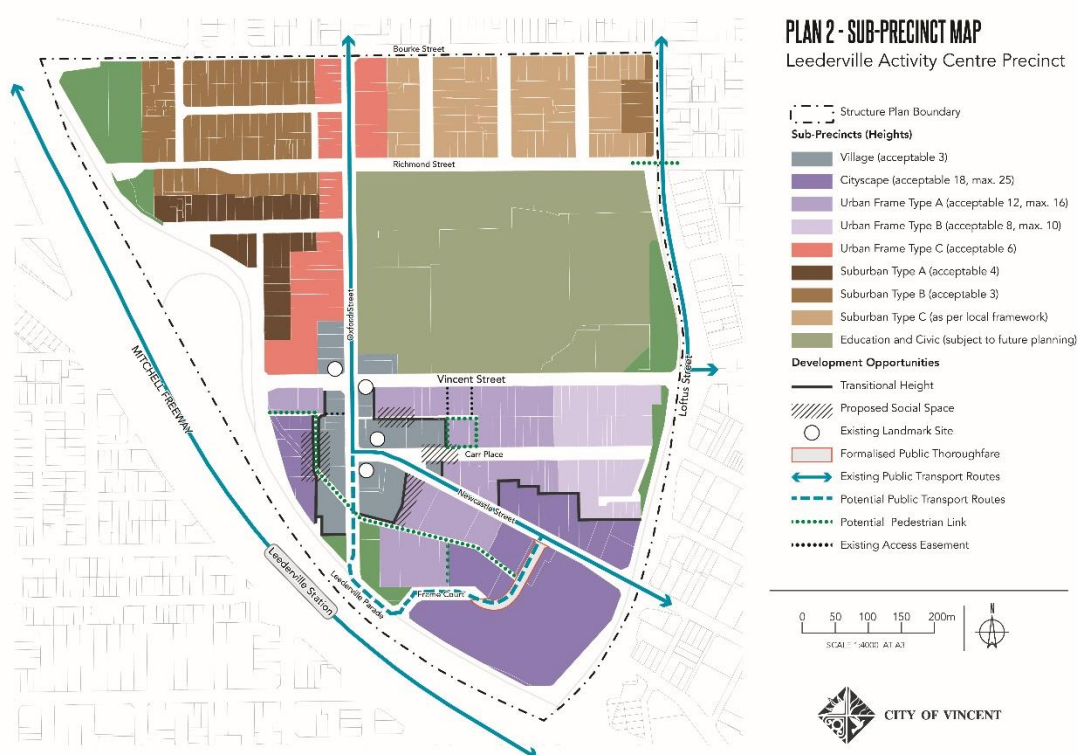 PLAN 2 - SUB-PRECINCT MAP
Leederville Activity Centre Precinct
Structure Plan Boundary
Sub-Precincts (Heights)
Village (acceptable 3)
Cityscape (acceptable 18, max. 25)
Urban Frame Type A (acceptable 12, max. 16)
Urban Frame Type B (acceptable 8, max. 10)
Urban Frame Type C (acceptable 6)
Suburban Type A (acceptable 4)
Suburban Type B (acceptable 3)
Suburban Type C (as per local framework)
Education and Civic (subject to future planning)
Development Opportunities
Transitional Height
Proposed Social Space
Existing Landmark Site
Formalised Public Thoroughfare
Existing Public Transport Routes
Potential Public Transport Routes
Potential Pedestrian Link
Existing Access Easement
0 50 100 150 200m
SCALE 1:4000 AT A3
N
CITY OF VINCENT
Bourke Street
Richmond Street
Oxford Street
Vincent Street
Loftus Street
MITCHELL FREEWAY
Carr Place
Newcastle Street
Leederville Station
Leederville Parade
Frame Court